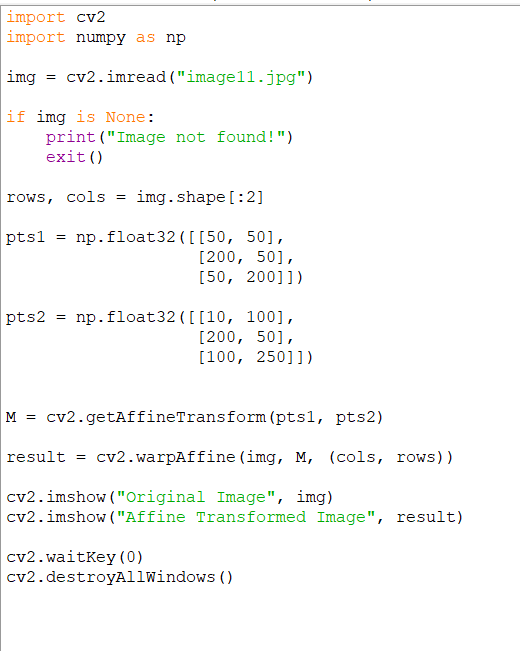 import cv2
import numpy as np
img = cv2.imread("image11.jpg")
if img is None:
    print("Image not found!")
    exit()
rows, cols = img.shape[:2]
pts1 = np.float32([[50, 50],
                   [200, 50],
                   [50, 200]])
pts2 = np.float32([[10, 100],
                   [200, 50],
                   [100, 250]])
M = cv2.getAffineTransform(pts1, pts2)
result = cv2.warpAffine(img, M, (cols, rows))
cv2.imshow("Original Image", img)
cv2.imshow("Affine Transformed Image", result)
cv2.waitKey(0)
cv2.destroyAllWindows()